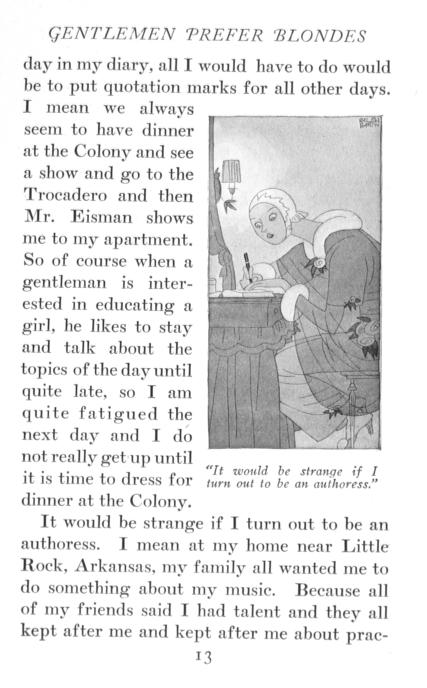 GENTLEMEN PREFER BLONDES
day in my diary, all I would have to do would
be to put quotation marks for all other days.
I mean we always
seem to have dinner
at the Colony and see
a show and go to the
Trocadero and then
Mr. Eisman shows
me to my apartment.
So of course when a
gentleman is inter-
ested in educating a
girl, he likes to stay
and talk about the
topics of the day until
quite late, so I am
quite fatigued the
next day and I do
not really get up until
it is time to dress for
dinner at the Colony.
"It would be strange if I
turn out to be an authoress."
It would be strange if I turn out to be an
authoress. I mean at my home near Little
Rock, Arkansas, my family all wanted me to
do something about my music. Because all
of my friends said I had talent and they all
kept after me and kept after me about prac-
13